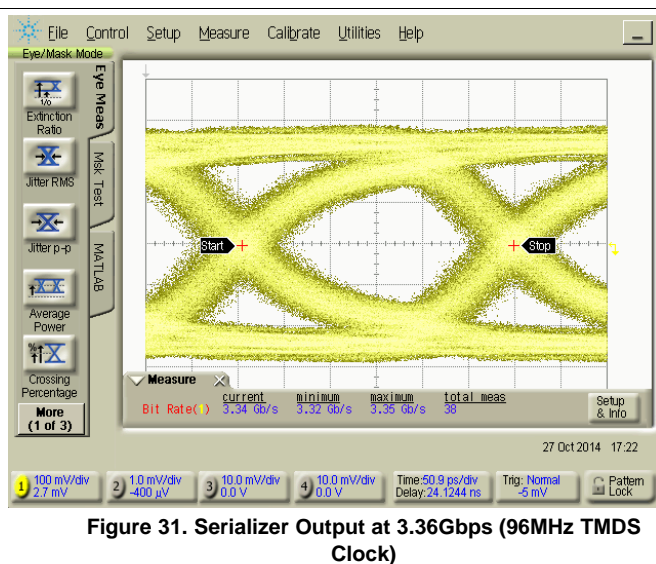 File Control Setup Measure Calibrate Utilities Help
Eye/Mask Mode
Eye Meas
Msk Test
MATLAB
1/0
Extinction
Ratio
Jitter RMS
Jitter p-p
Average
Power
%
Crossing
Percentage
More
(1 of 3)
Start
Stop
Measure
current minimum maximum total meas
Bit Rate(1) 3.34 Gb/s 3.32 Gb/s 3.35 Gb/s 38
Setup
& Info
27 Oct 2014 17:22
1 100 mV/div
2.7 mV
2 1.0 mV/div
-400 µV
3 10.0 mV/div
0.0 V
4 10.0 mV/div
0.0 V
Time:50.9 ps/div
Delay:24.1244 ns
Trig: Normal
-5 mV
Pattern
Lock
Figure 31. Serializer Output at 3.36Gbps (96MHz TMDS
Clock)